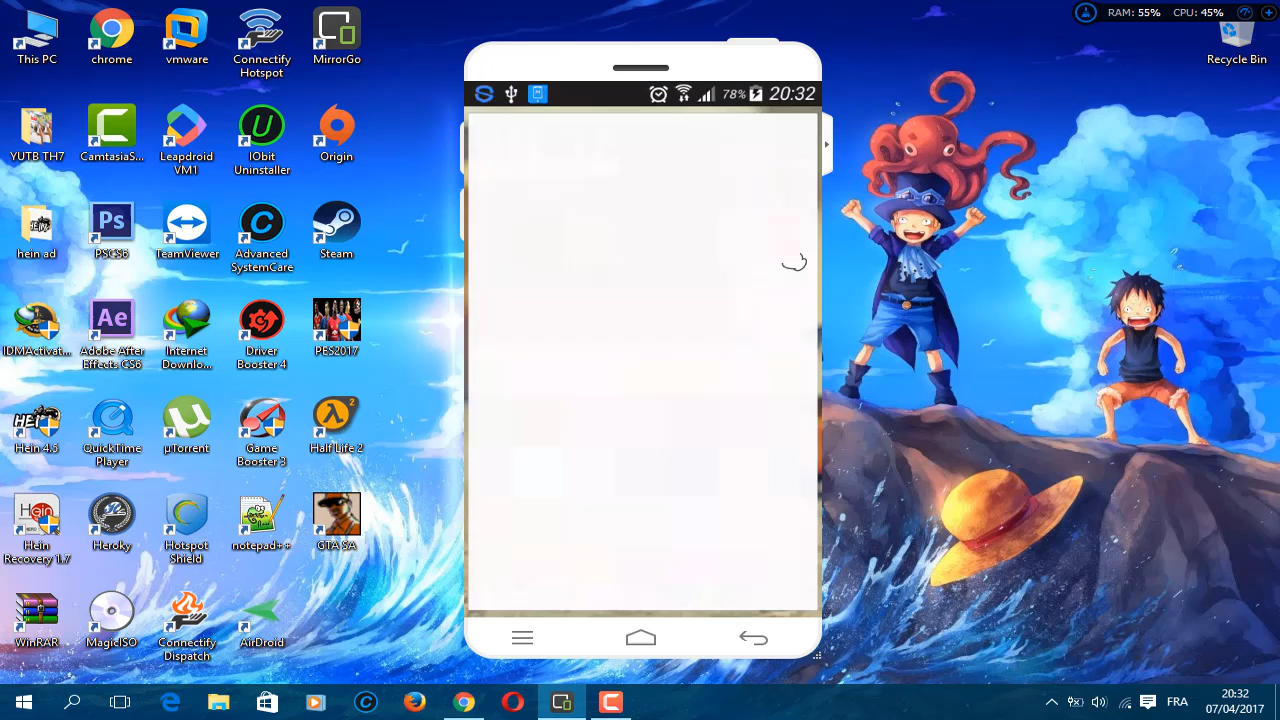 RAM: 55% CPU: 45%
This PC
chrome
vmware
Connectify
Hotspot
MirrorGo
Recycle Bin
78% 20:32
YUTB TH7
CamtasiaS...
Leapdroid
VM1
IObit
Uninstaller
Origin
hein ad
PSCS6
TeamViewer
Advanced
SystemCare
Steam
IDMActivat...
Adobe After
Effects CS6
Internet
Downlo...
Driver
Booster 4
PES2017
Hein 4.5
QuickTime
Player
µTorrent
Game
Booster 3
Half Life 2
Hein
Recovery 1.7
Heroky
Hotspot
Shield
notepad++
GTA SA
WinRAR
MagicISO
Connectify
Dispatch
AirDroid
FRA
20:32
07/04/2017